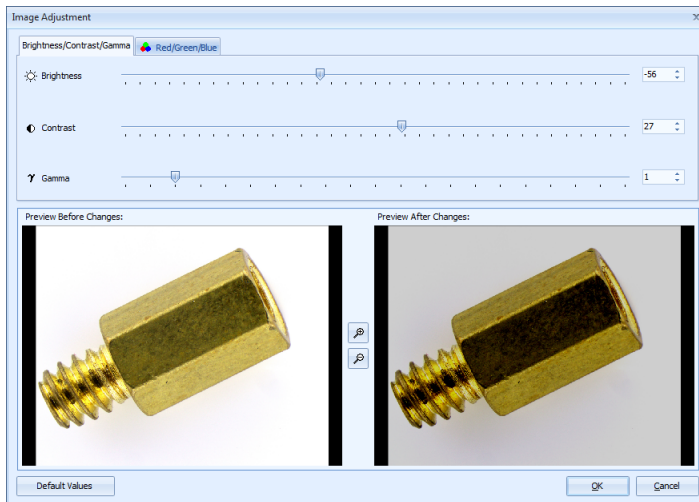 Image Adjustment
Brightness/Contrast/Gamma Red/Green/Blue
Brightness -56
Contrast 27
γ Gamma 1
Preview Before Changes: Preview After Changes:
Default Values OK Cancel